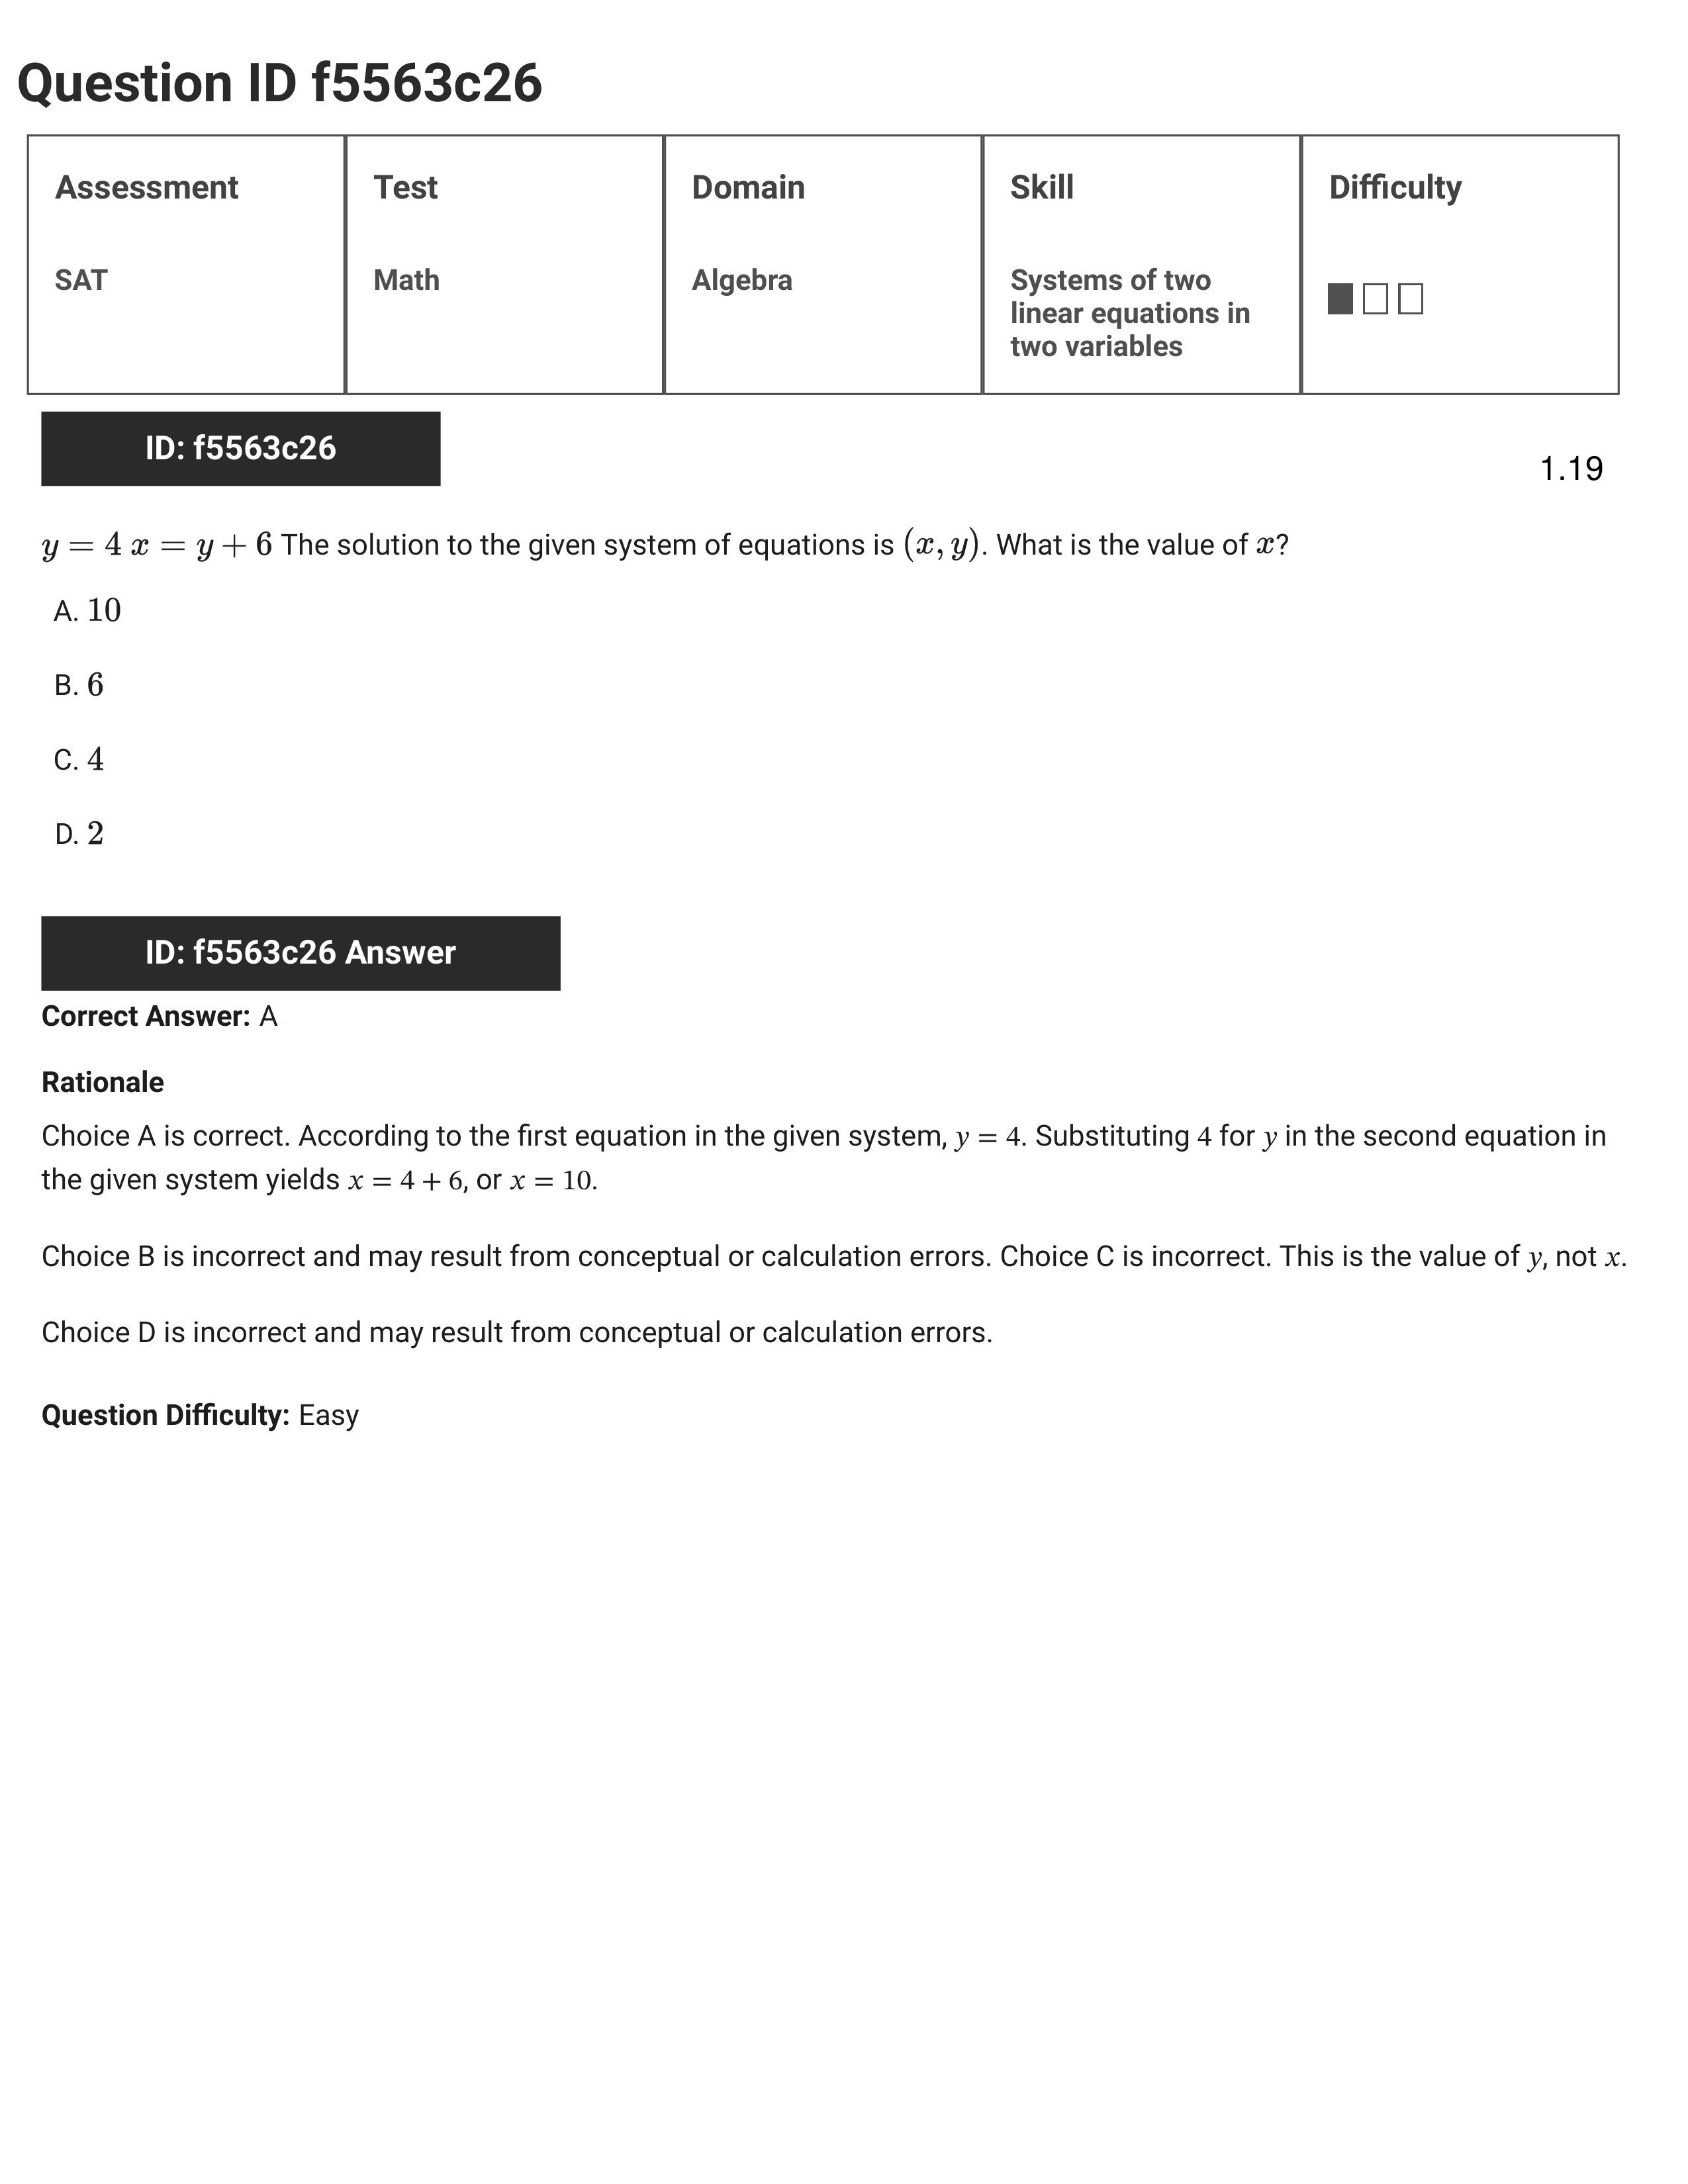 Question ID f5563c26
Assessment
Test
Domain
Skill
Difficulty
SAT
Math
Algebra
Systems of two
linear equations in
two variables
ID: f5563c26
1.19
y = 4 x = y + 6 The solution to the given system of equations is (x, y). What is the value of x?
A. 10
B. 6
C. 4
D. 2
ID: f5563c26 Answer
Correct Answer: A
Rationale
Choice A is correct. According to the first equation in the given system, y = 4. Substituting 4 for y in the second equation in
the given system yields x = 4 + 6, or x = 10.
Choice B is incorrect and may result from conceptual or calculation errors. Choice C is incorrect. This is the value of y, not x.
Choice D is incorrect and may result from conceptual or calculation errors.
Question Difficulty: Easy